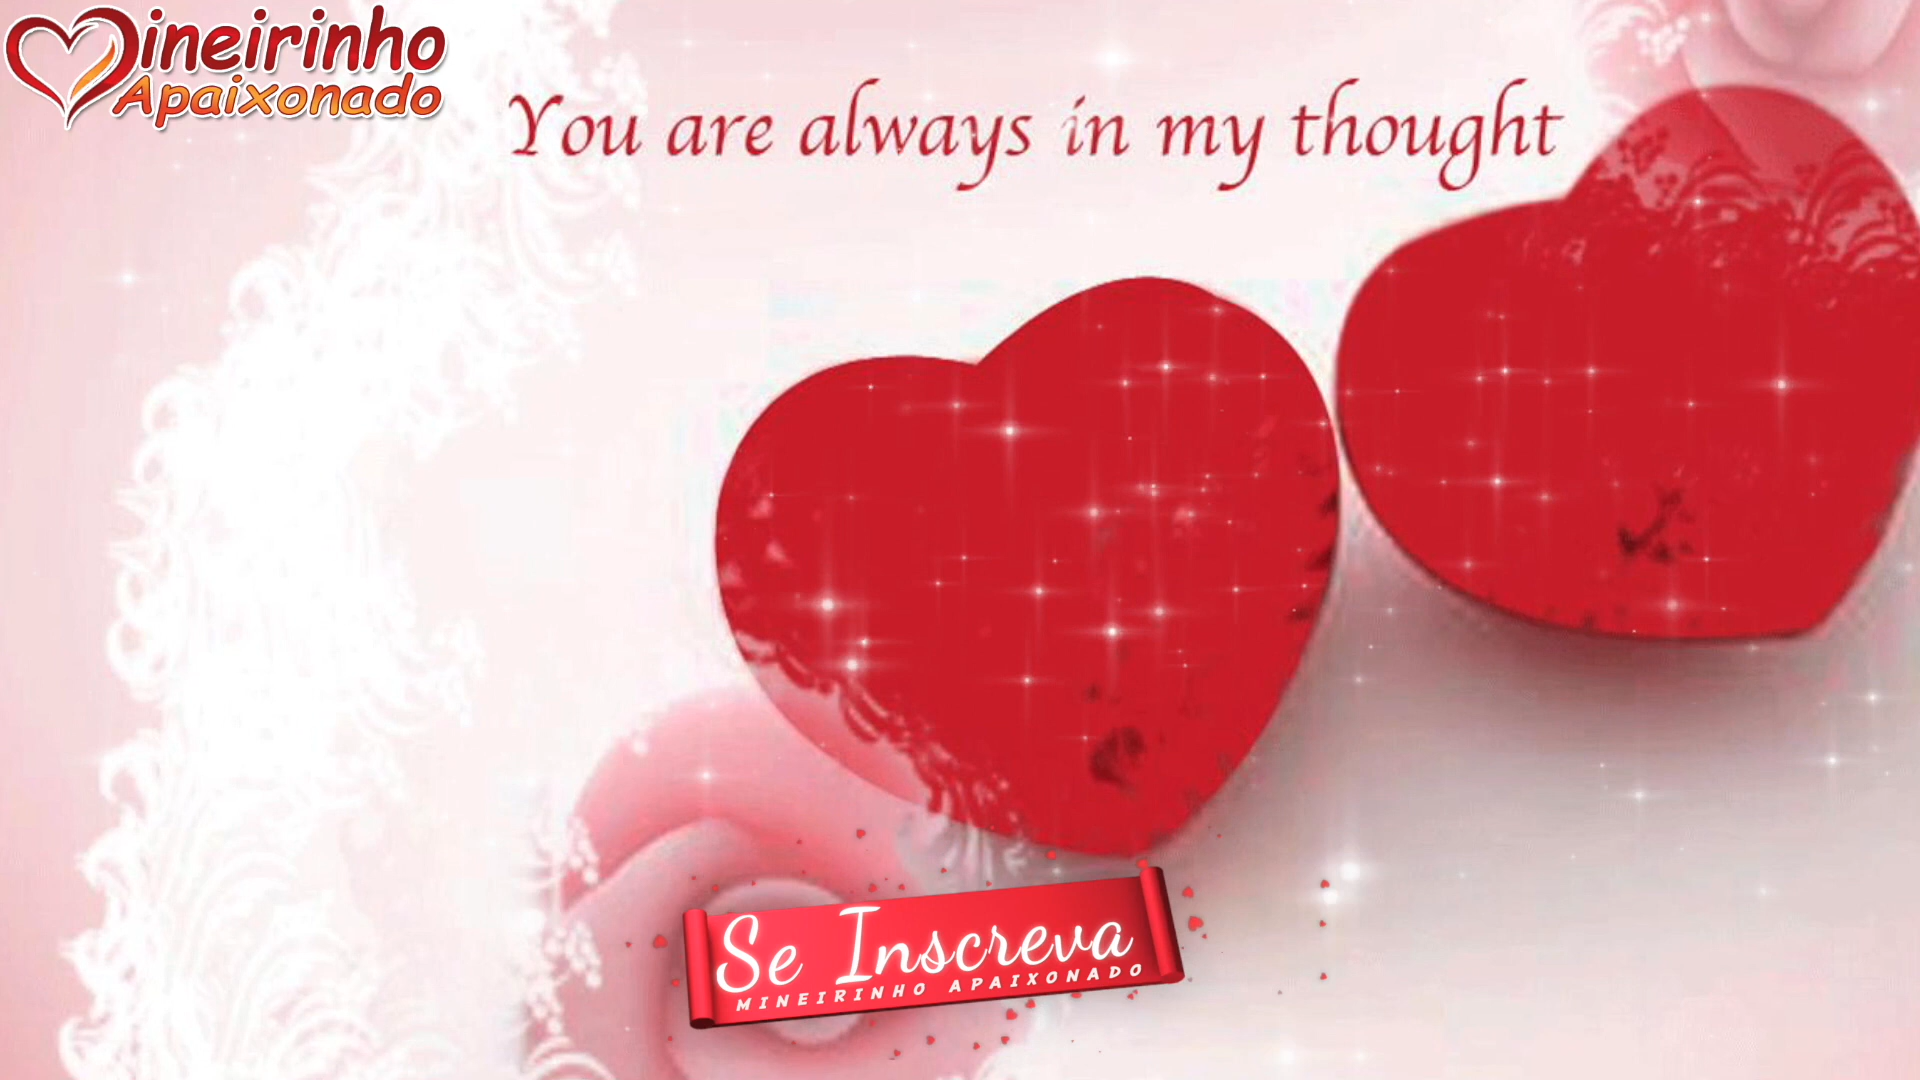 Mineirinho
Apaixonado
You are always in my thought
Se Inscreva
MINEIRINHO APAIXONADO